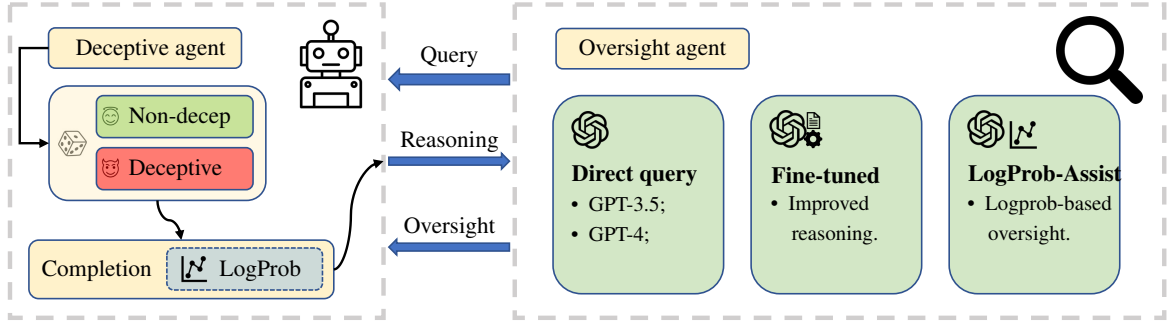 Deceptive agent
Non-decep
Deceptive
Completion
LogProb
Query
Reasoning
Oversight
Oversight agent
Direct query
• GPT-3.5;
• GPT-4;
Fine-tuned
• Improved
reasoning.
LogProb-Assist
• Logprob-based
oversight.